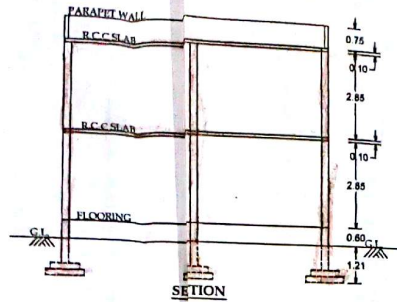 PARAPET WALL
0.75
R.C.C SLAB
0.10
2.85
R.C.C SLAB
0.10
2.85
FLOORING
G.L
0.60
G.L
1.21
SETION